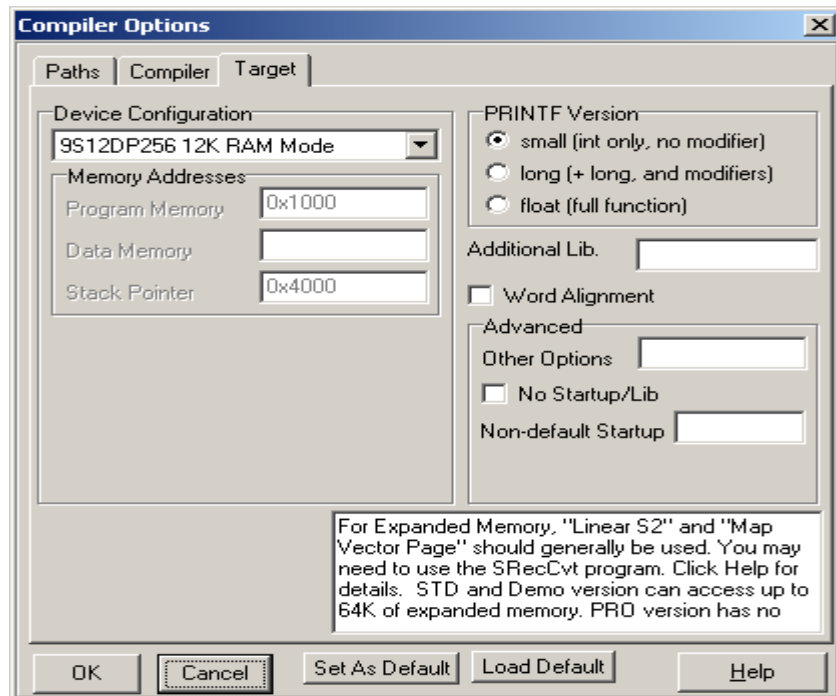 Compiler Options
Paths
Compiler
Target
Device Configuration
9S12DP256 12K RAM Mode
Memory Addresses
Program Memory
0x1000
Data Memory
Stack Pointer
0x4000
PRINTF Version
small (int only, no modifier)
long (+ long, and modifiers)
float (full function)
Additional Lib.
Word Alignment
Advanced
Other Options
No Startup/Lib
Non-default Startup
For Expanded Memory, "Linear S2" and "Map
Vector Page" should generally be used. You may
need to use the SRecCvt program. Click Help for
details.  STD and Demo version can access up to
64K of expanded memory. PRO version has no
OK
Cancel
Set As Default
Load Default
Help